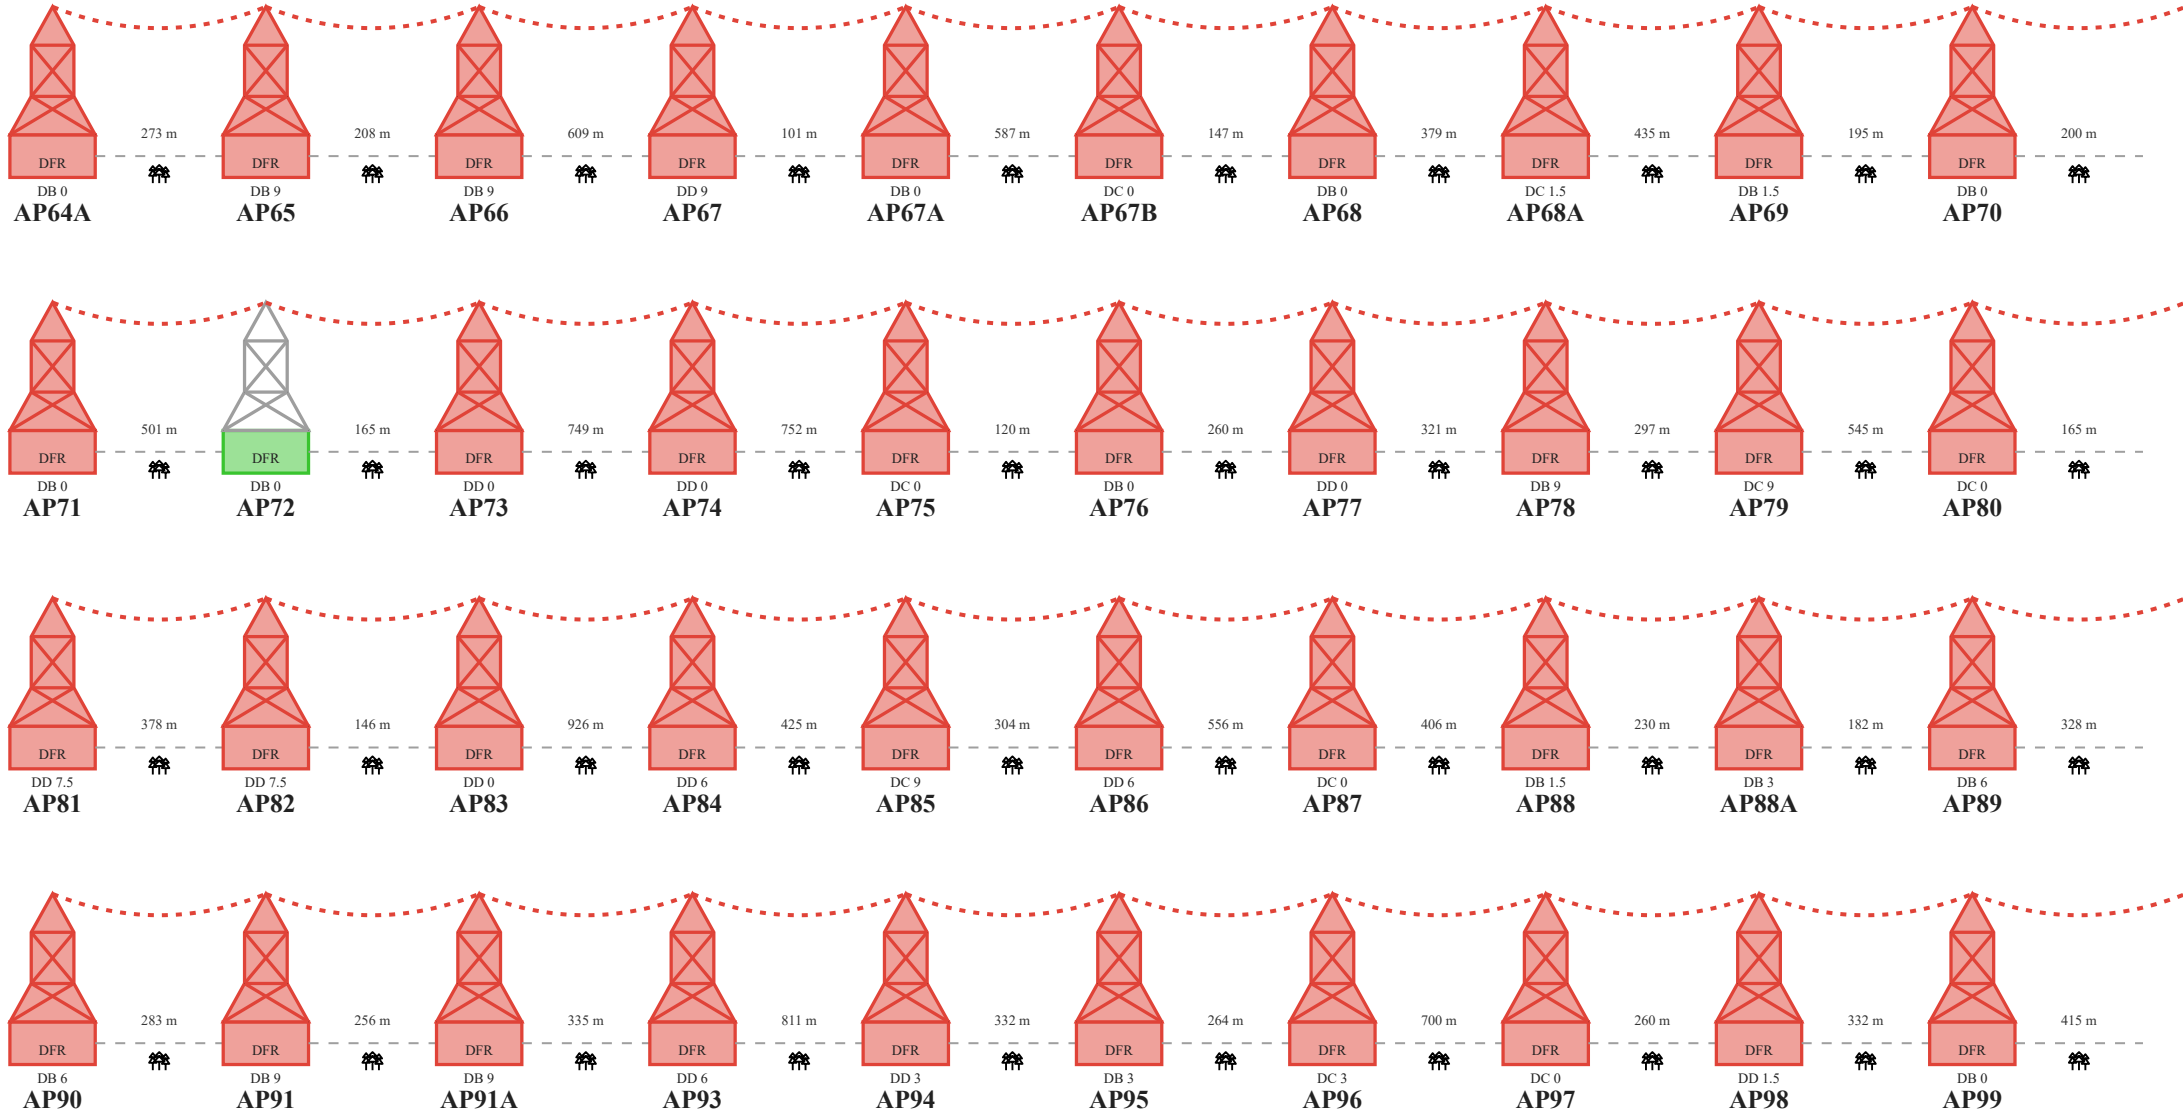 273 m 208 m 609 m 101 m 587 m 147 m 379 m 435 m 195 m 200 m
DFR DFR DFR DFR DFR DFR DFR DFR DFR DFR
DB 0 DB 9 DB 9 DD 9 DB 0 DC 0 DB 0 DC 1.5 DB 1.5 DB 0
AP64A AP65 AP66 AP67 AP67A AP67B AP68 AP68A AP69 AP70
501 m 165 m 749 m 752 m 120 m 260 m 321 m 297 m 545 m 165 m
DFR DFR DFR DFR DFR DFR DFR DFR DFR DFR
DB 0 DB 0 DD 0 DD 0 DC 0 DB 0 DD 0 DB 9 DC 9 DC 0
AP71 AP72 AP73 AP74 AP75 AP76 AP77 AP78 AP79 AP80
378 m 146 m 926 m 425 m 304 m 556 m 406 m 230 m 182 m 328 m
DFR DFR DFR DFR DFR DFR DFR DFR DFR DFR
DD 7.5 DD 7.5 DD 0 DD 6 DC 9 DD 6 DC 0 DB 1.5 DB 3 DB 6
AP81 AP82 AP83 AP84 AP85 AP86 AP87 AP88 AP88A AP89
283 m 256 m 335 m 811 m 332 m 264 m 700 m 260 m 332 m 415 m
DFR DFR DFR DFR DFR DFR DFR DFR DFR DFR
DB 6 DB 9 DB 9 DD 6 DD 3 DB 3 DC 3 DC 0 DD 1.5 DB 0
AP90 AP91 AP91A AP93 AP94 AP95 AP96 AP97 AP98 AP99